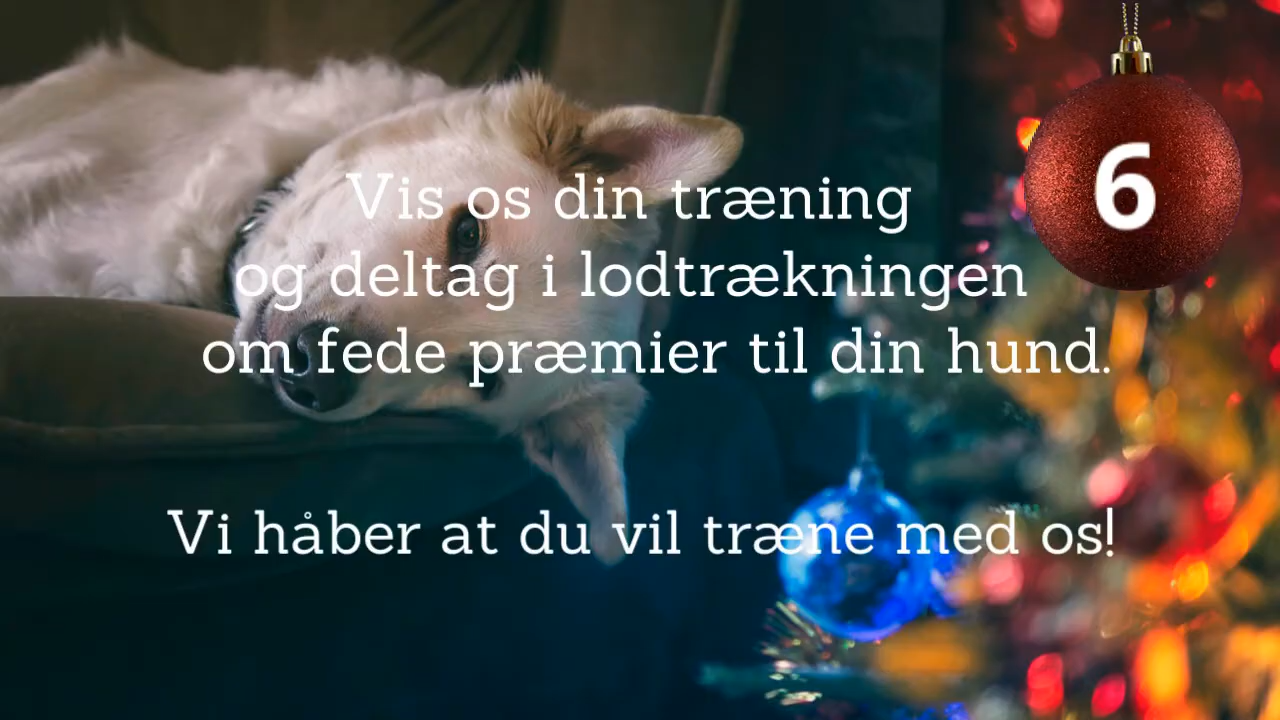 6
Vis os din træning
og deltag i lodtrækningen
om fede præmier til din hund.
Vi håber at du vil træne med os!